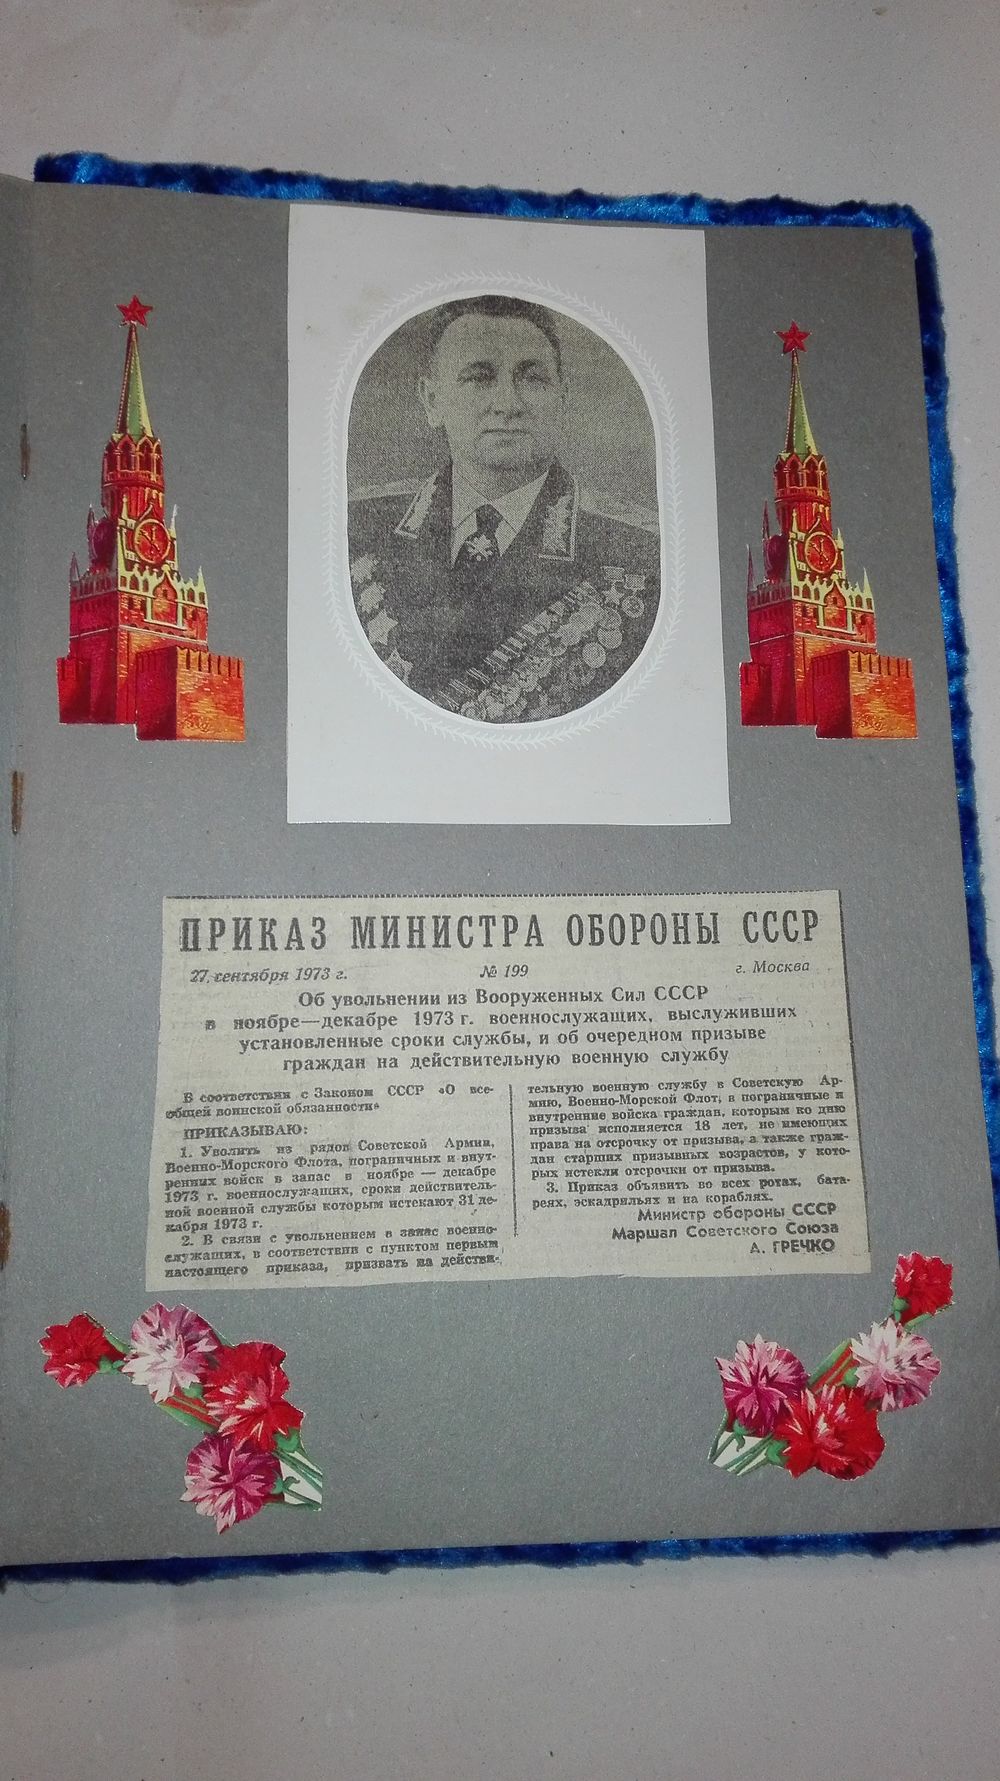 ПРИКАЗ МИНИСТРА ОБОРОНЫ СССР
27 сентября 1973 г. № 199 г. Москва
Об увольнении из Вооруженных Сил СССР
в ноябре—декабре 1973 г. военнослужащих, выслуживших
установленные сроки службы, и об очередном призыве
граждан на действительную военную службу
В соответствии с Законом СССР «О все-
общей воинской обязанности»
ПРИКАЗЫВАЮ:
1. Уволить из рядов Советской Армии,
Военно-Морского Флота, пограничных и внут-
ренних войск в запас в ноябре — декабре
1973 г. военнослужащих, сроки действитель-
ной военной службы которым истекают 31 де-
кабря 1973 г.
2. В связи с увольнением в запас военно-
служащих, в соответствии с пунктом первым
настоящего приказа, призвать на действи-
тельную военную службу в Советскую Ар-
мию, Военно-Морской Флот, в пограничные и
внутренние войска граждан, которым ко дню
призыва исполняется 18 лет, не имеющих
права на отсрочку от призыва, а также граж-
дан старших призывных возрастов, у кото-
рых истекли отсрочки от призыва.
3. Приказ объявить во всех ротах, бата-
реях, эскадрильях и на кораблях.
Министр обороны СССР
Маршал Советского Союза
А. ГРЕЧКО